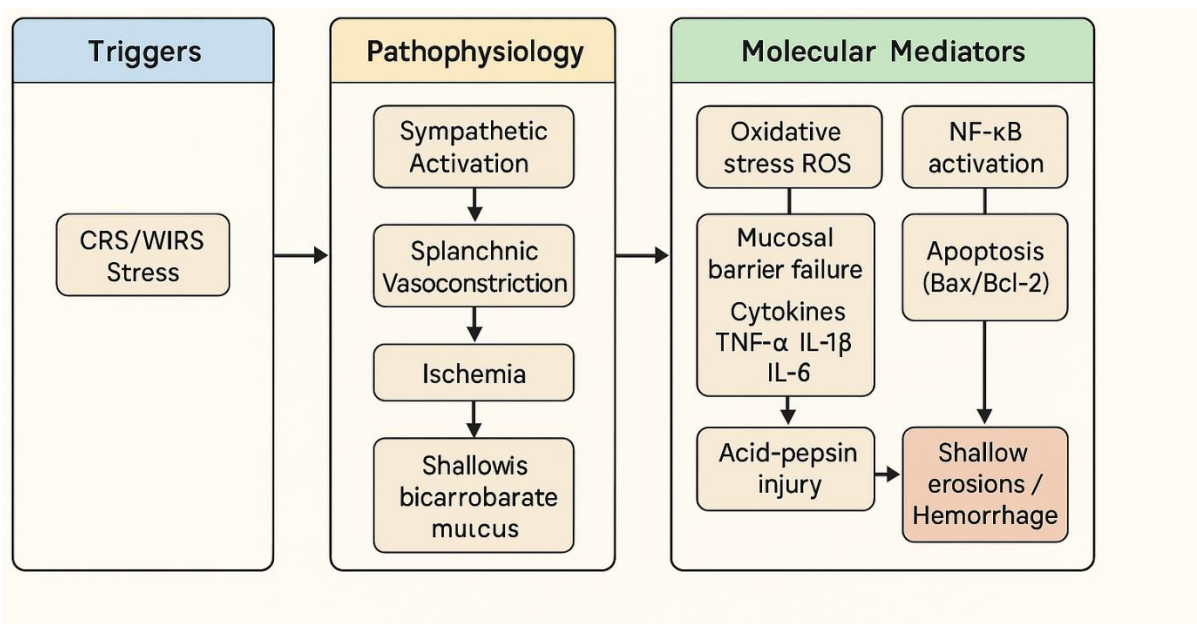 Triggers
CRS/WIRS
Stress
Pathophysiology
Sympathetic
Activation
Splanchnic
Vasoconstriction
Ischemia
Shallowis
bicarrobarate
muιcus
Molecular Mediators
Oxidative
stress ROS
Mucosal
barrier failure
Cytokines
TNF-α IL-1β
IL-6
Acid-pepsin
injury
NF-κB
activation
Apoptosis
(Bax/Bcl-2)
Shallow
erosions /
Hemorrhage